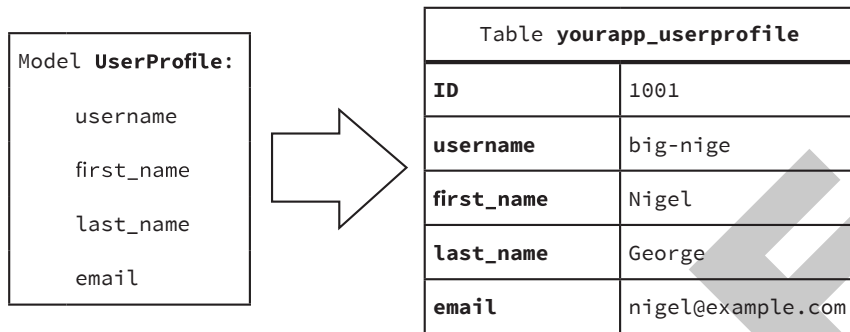 Model UserProfile:
username
first_name
last_name
email
Table yourapp_userprofile
ID 1001
username big-nige
first_name Nigel
last_name George
email nigel@example.com